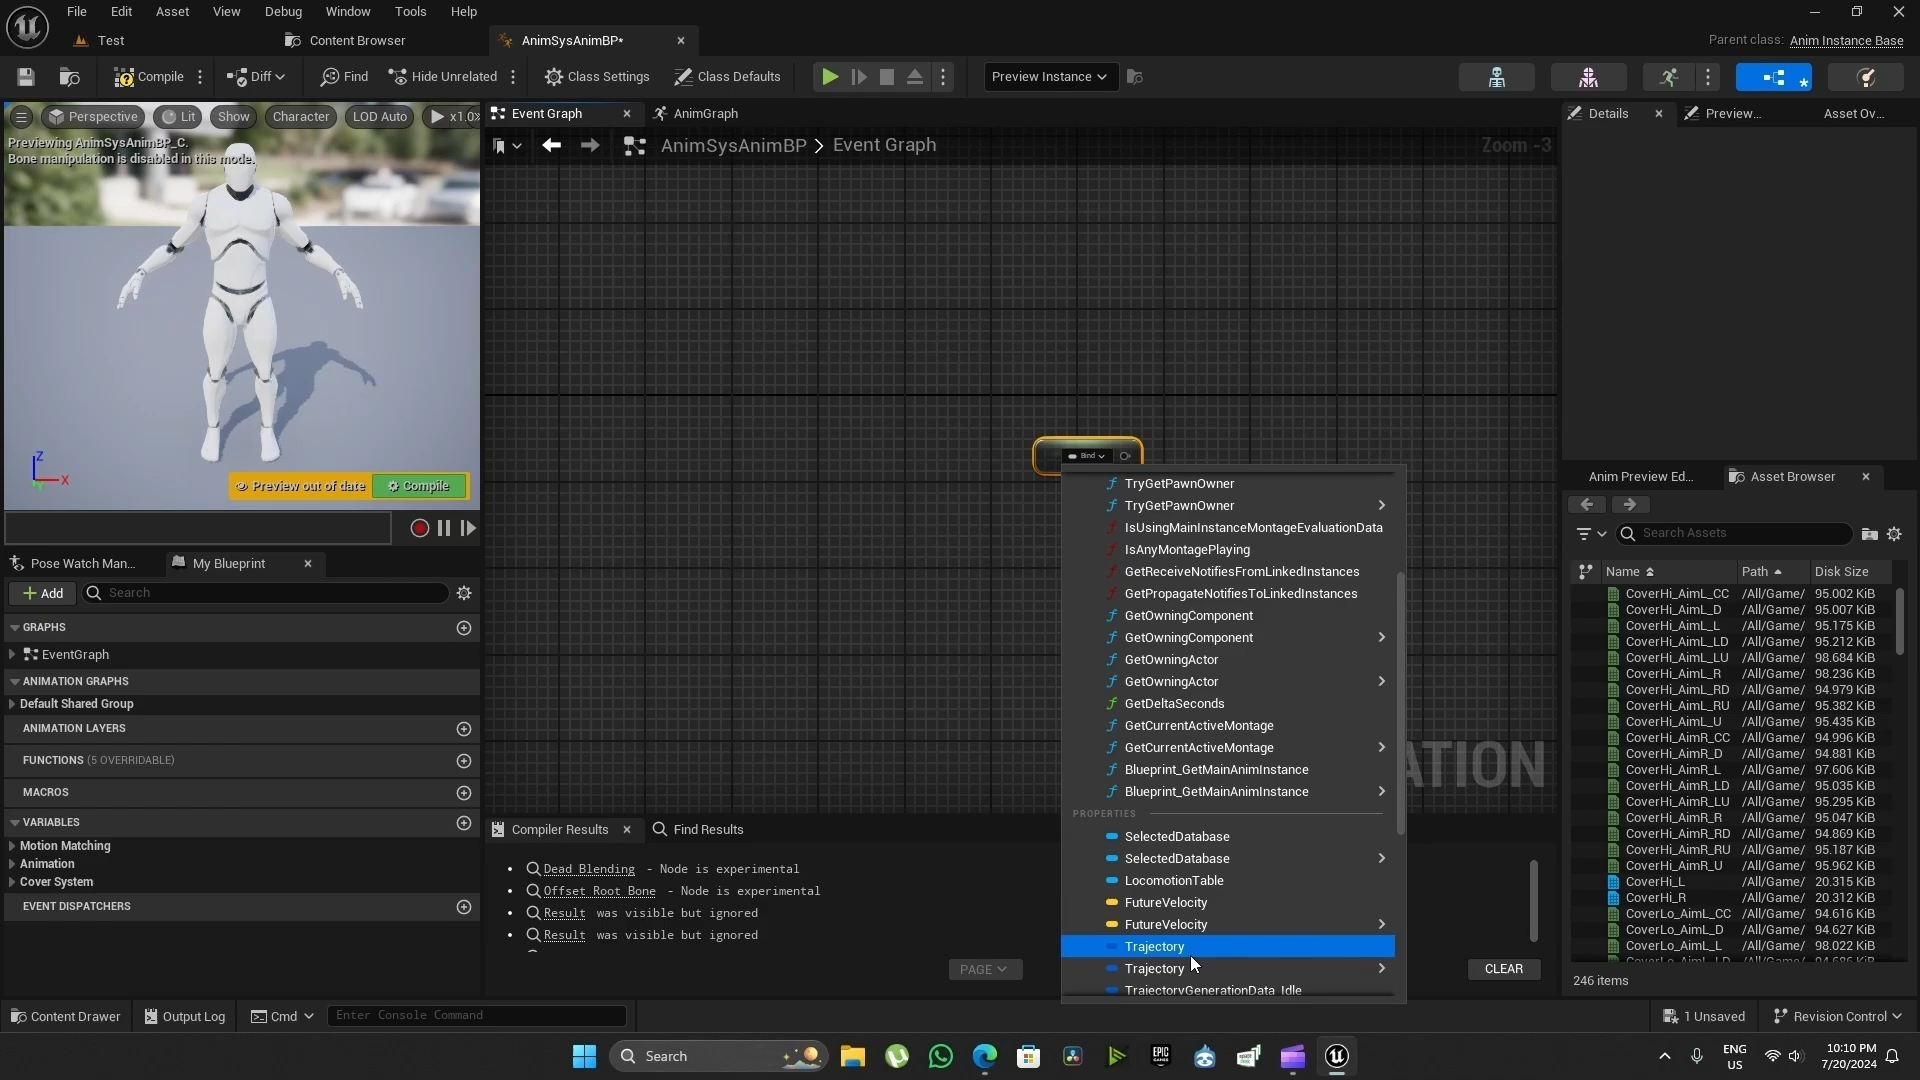 File Edit Asset View Debug Window Tools Help
Test Content Browser AnimSysAnimBP* Parent class: Anim Instance Base
Compile Diff Find Hide Unrelated Class Settings Class Defaults Preview Instance
Perspective Lit Show Character LOD Auto x1.0
Previewing AnimSysAnimBP_C.
Bone manipulation is disabled in this mode.
Z
X
Preview out of date Compile
Pose Watch Man... My Blueprint
Add Search
GRAPHS
EventGraph
ANIMATION GRAPHS
Default Shared Group
ANIMATION LAYERS
FUNCTIONS (5 OVERRIDABLE)
MACROS
VARIABLES
Motion Matching
Animation
Cover System
EVENT DISPATCHERS
Event Graph AnimGraph
AnimSysAnimBP > Event Graph Zoom -3
Bind
TryGetPawnOwner
TryGetPawnOwner
IsUsingMainInstanceMontageEvaluationData
IsAnyMontagePlaying
GetReceiveNotifiesFromLinkedInstances
GetPropagateNotifiesToLinkedInstances
GetOwningComponent
GetOwningComponent
GetOwningActor
GetOwningActor
GetDeltaSeconds
GetCurrentActiveMontage
GetCurrentActiveMontage
Blueprint_GetMainAnimInstance
Blueprint_GetMainAnimInstance
PROPERTIES
SelectedDatabase
SelectedDatabase
LocomotionTable
FutureVelocity
FutureVelocity
Trajectory
Trajectory
TrajectoryGenerationData_Idle
ATION
Compiler Results Find Results
Dead Blending - Node is experimental
Offset Root Bone - Node is experimental
Result was visible but ignored
Result was visible but ignored
PAGE CLEAR
Details Preview... Asset Ov...
Anim Preview Ed... Asset Browser
Search Assets
Name Path Disk Size
CoverHi_AimL_CC /All/Game/ 95.002 KiB
CoverHi_AimL_D /All/Game/ 95.007 KiB
CoverHi_AimL_L /All/Game/ 95.175 KiB
CoverHi_AimL_LD /All/Game/ 95.212 KiB
CoverHi_AimL_LU /All/Game/ 98.684 KiB
CoverHi_AimL_R /All/Game/ 98.236 KiB
CoverHi_AimL_RD /All/Game/ 94.979 KiB
CoverHi_AimL_RU /All/Game/ 95.382 KiB
CoverHi_AimL_U /All/Game/ 95.435 KiB
CoverHi_AimR_CC /All/Game/ 94.996 KiB
CoverHi_AimR_D /All/Game/ 94.881 KiB
CoverHi_AimR_L /All/Game/ 97.606 KiB
CoverHi_AimR_LD /All/Game/ 95.035 KiB
CoverHi_AimR_LU /All/Game/ 95.295 KiB
CoverHi_AimR_R /All/Game/ 95.047 KiB
CoverHi_AimR_RD /All/Game/ 94.869 KiB
CoverHi_AimR_RU /All/Game/ 95.187 KiB
CoverHi_AimR_U /All/Game/ 95.962 KiB
CoverHi_L /All/Game/ 20.315 KiB
CoverHi_R /All/Game/ 20.312 KiB
CoverLo_AimL_CC /All/Game/ 94.616 KiB
CoverLo_AimL_D /All/Game/ 94.627 KiB
CoverLo_AimL_L /All/Game/ 98.022 KiB
CoverLo_AimL_LD /All/Game/ 94.686 KiB
246 items
Content Drawer Output Log Cmd Enter Console Command 1 Unsaved Revision Control
Search EPIC GAMES ENG US 10:10 PM 7/20/2024